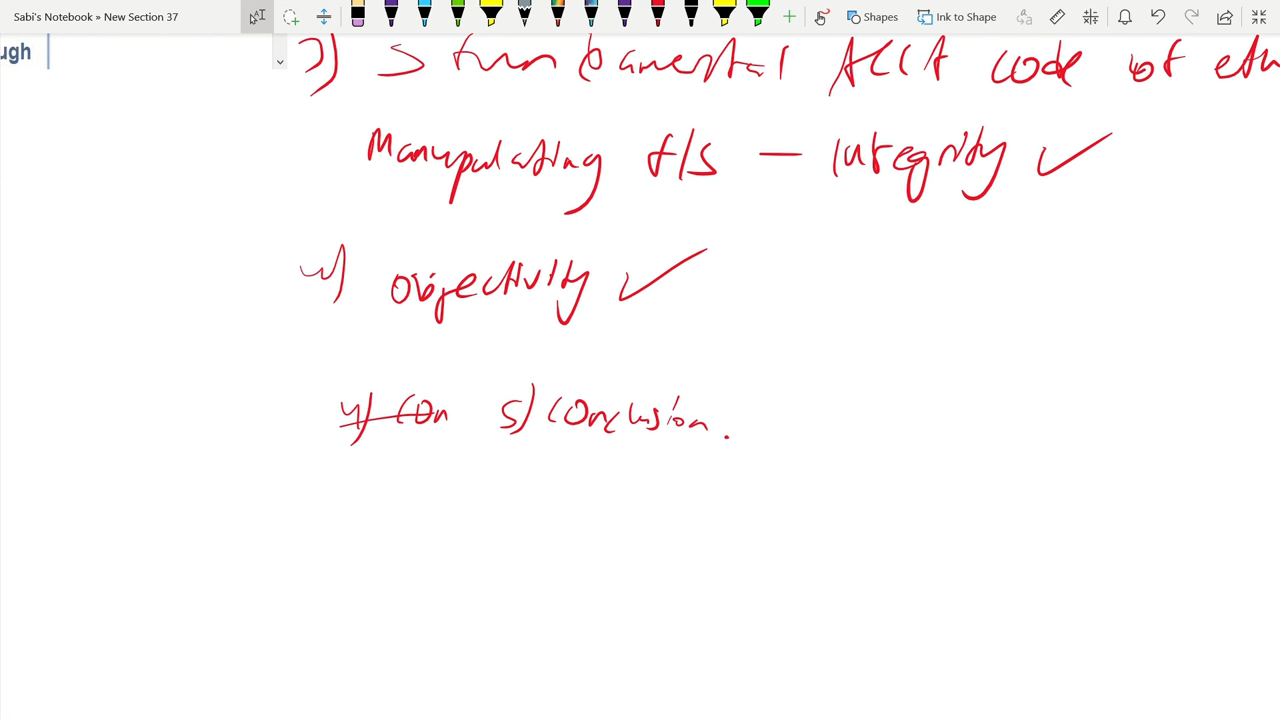 Sabi's Notebook » New Section 37
Shapes
Ink to Shape
ugh
3) 5 fundamental ACCA code of eth
Manipulating F/S — Integrity ✓
4) Objectivity ✓
4) Con 5) Conclusion.